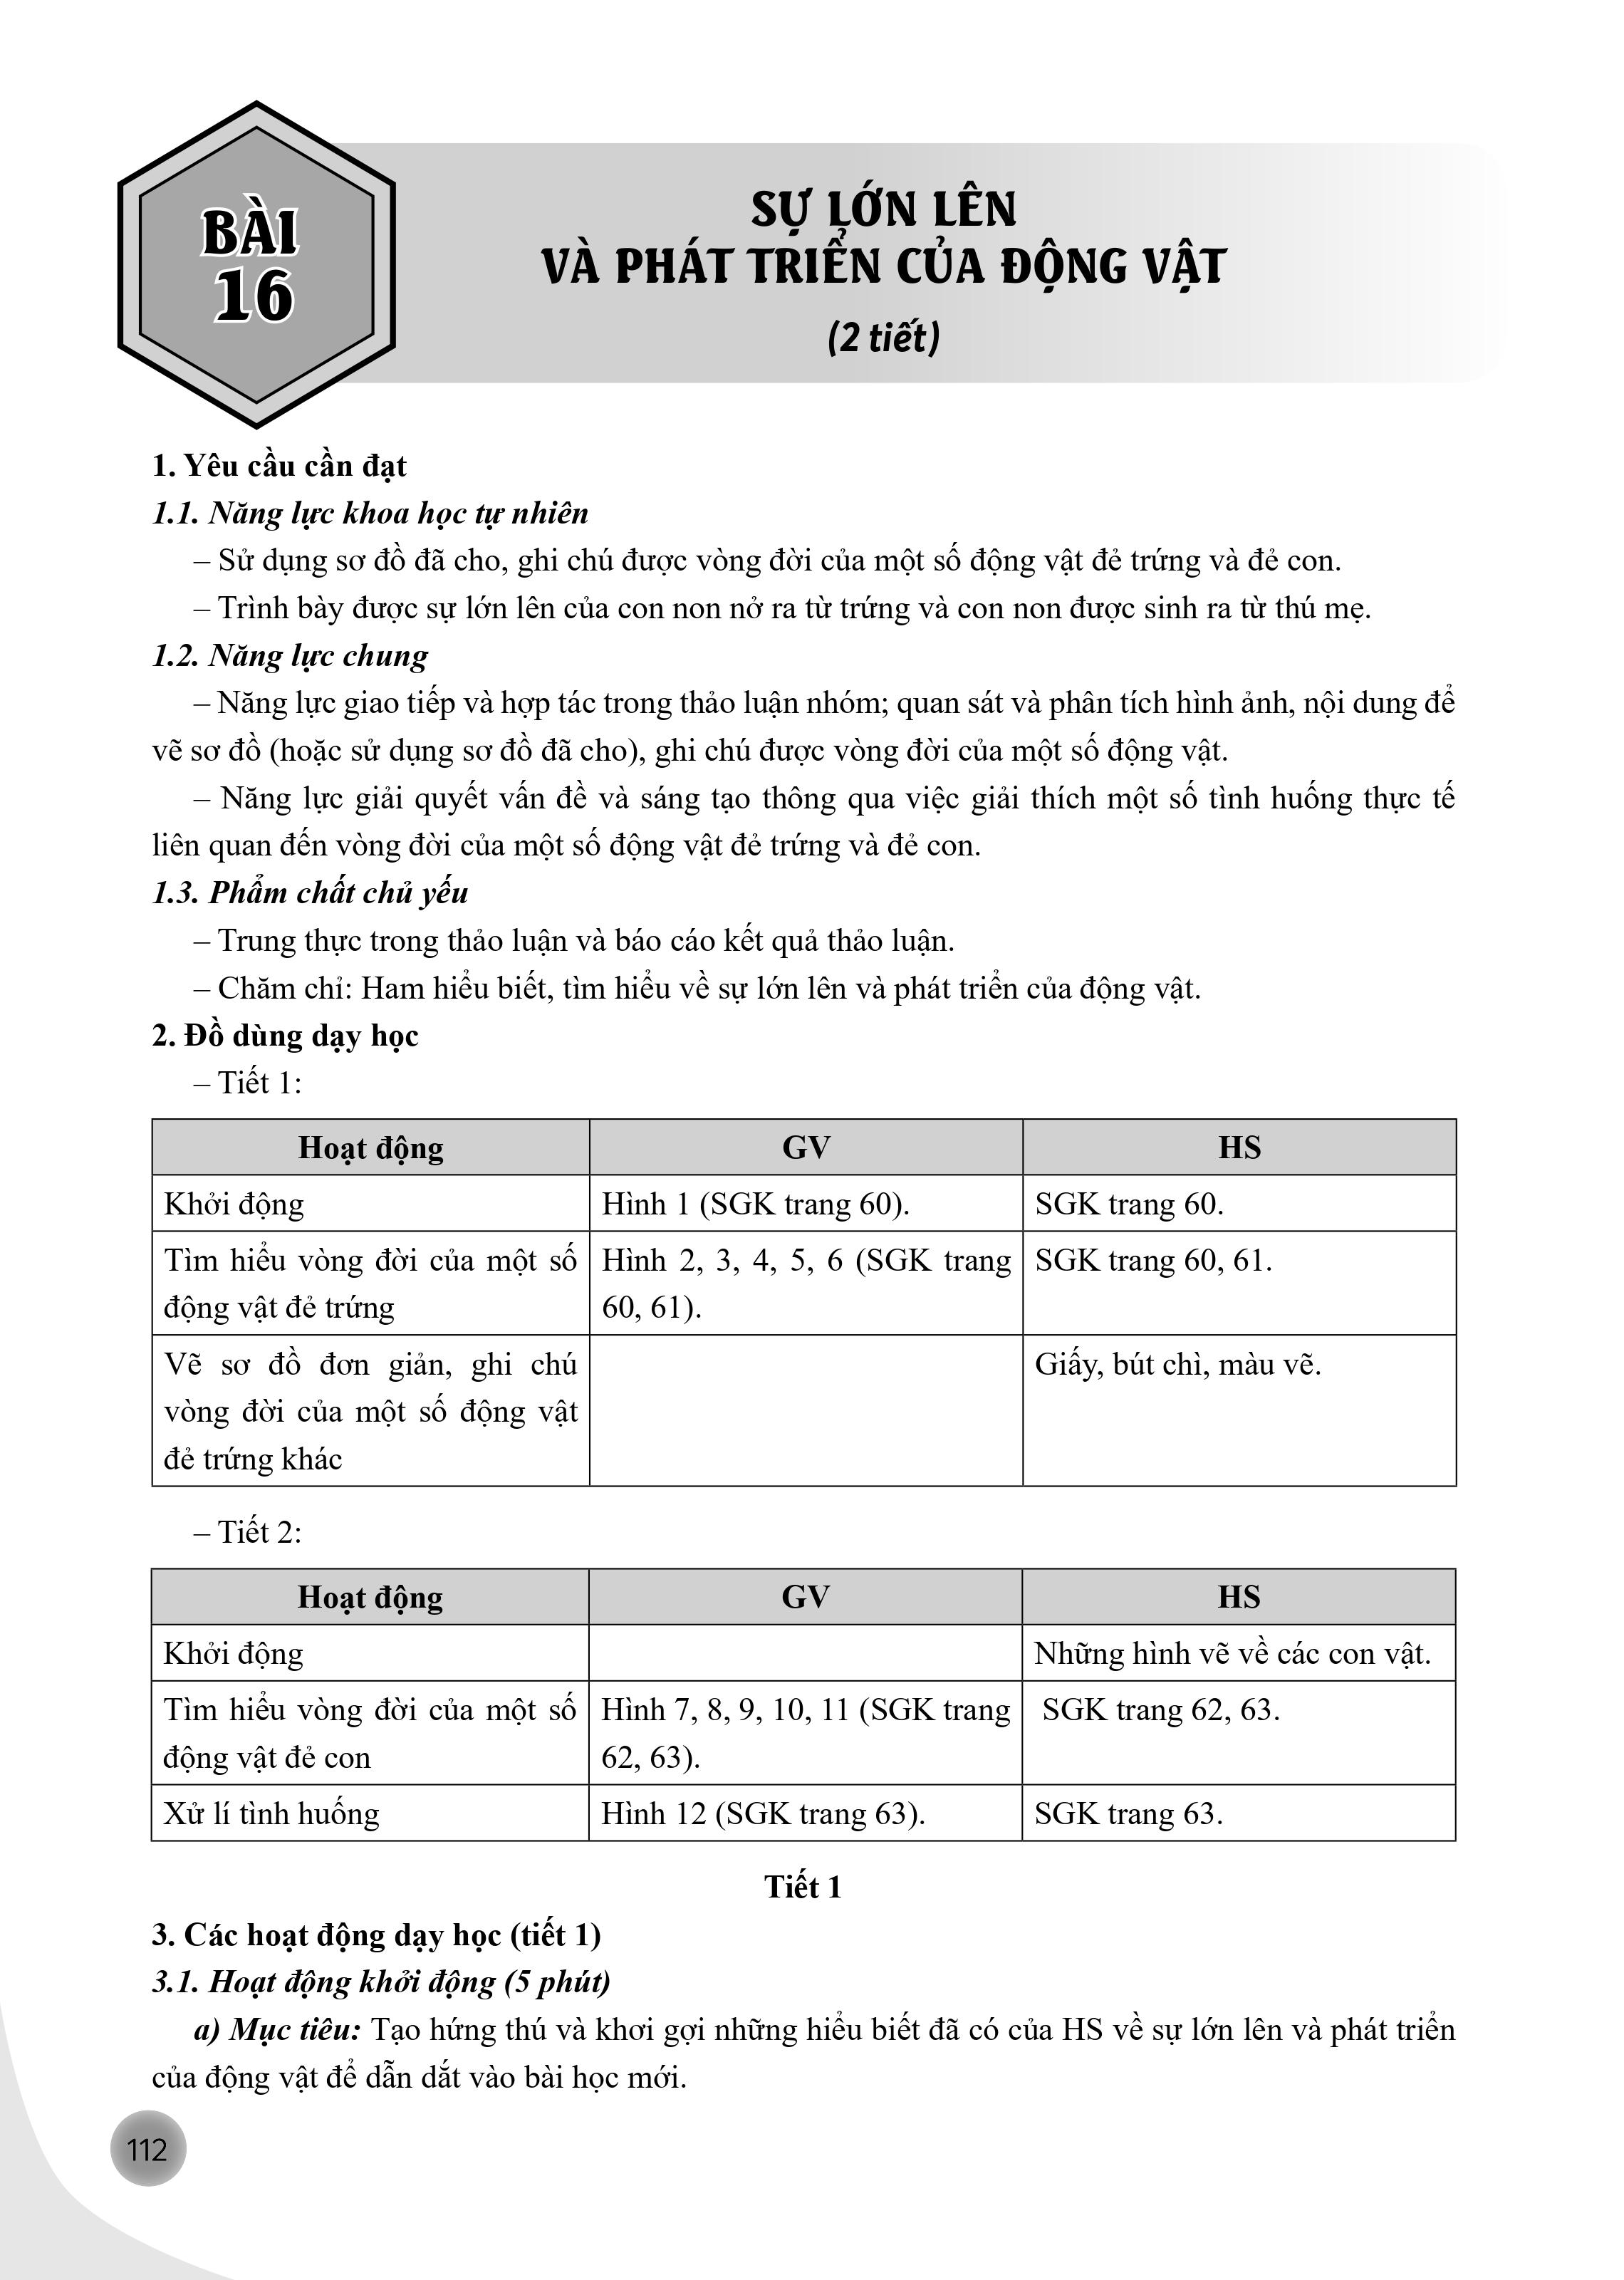 BÀI
16
SỰ LỚN LÊN
VÀ PHÁT TRIỂN CỦA ĐỘNG VẬT
(2 tiết)
1. Yêu cầu cần đạt
1.1. Năng lực khoa học tự nhiên
– Sử dụng sơ đồ đã cho, ghi chú được vòng đời của một số động vật đẻ trứng và đẻ con.
– Trình bày được sự lớn lên của con non nở ra từ trứng và con non được sinh ra từ thú mẹ.
1.2. Năng lực chung
– Năng lực giao tiếp và hợp tác trong thảo luận nhóm; quan sát và phân tích hình ảnh, nội dung để
vẽ sơ đồ (hoặc sử dụng sơ đồ đã cho), ghi chú được vòng đời của một số động vật.
– Năng lực giải quyết vấn đề và sáng tạo thông qua việc giải thích một số tình huống thực tế
liên quan đến vòng đời của một số động vật đẻ trứng và đẻ con.
1.3. Phẩm chất chủ yếu
– Trung thực trong thảo luận và báo cáo kết quả thảo luận.
– Chăm chỉ: Ham hiểu biết, tìm hiểu về sự lớn lên và phát triển của động vật.
2. Đồ dùng dạy học
– Tiết 1:
Hoạt động GV HS
Khởi động Hình 1 (SGK trang 60). SGK trang 60.
Tìm hiểu vòng đời của một số Hình 2, 3, 4, 5, 6 (SGK trang SGK trang 60, 61.
động vật đẻ trứng 60, 61).
Vẽ sơ đồ đơn giản, ghi chú Giấy, bút chì, màu vẽ.
vòng đời của một số động vật
đẻ trứng khác
– Tiết 2:
Hoạt động GV HS
Khởi động Những hình vẽ về các con vật.
Tìm hiểu vòng đời của một số Hình 7, 8, 9, 10, 11 (SGK trang SGK trang 62, 63.
động vật đẻ con 62, 63).
Xử lí tình huống Hình 12 (SGK trang 63). SGK trang 63.
Tiết 1
3. Các hoạt động dạy học (tiết 1)
3.1. Hoạt động khởi động (5 phút)
a) Mục tiêu: Tạo hứng thú và khơi gợi những hiểu biết đã có của HS về sự lớn lên và phát triển
của động vật để dẫn dắt vào bài học mới.
112